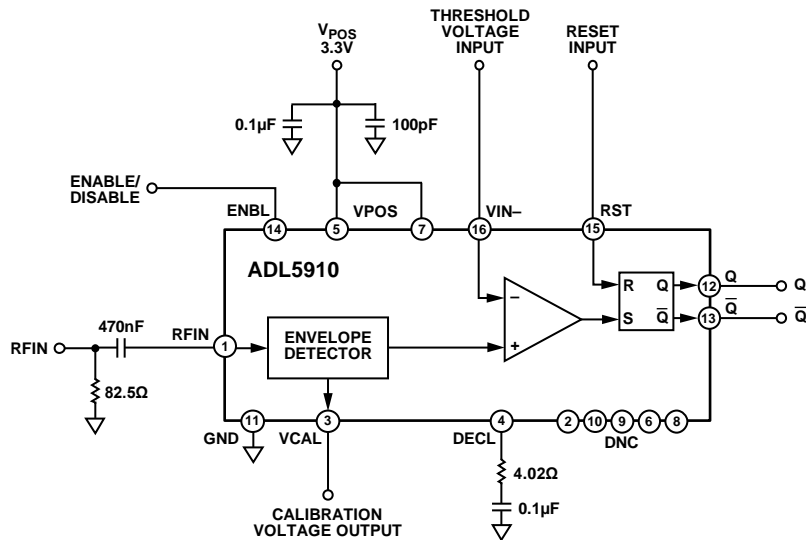 VPOS
3.3V
THRESHOLD
VOLTAGE
INPUT
RESET
INPUT
0.1µF
100pF
ENABLE/
DISABLE
ENBL
VPOS
VIN–
RST
14
5
7
16
15
ADL5910
R Q
S Q̅
–
+
12 Q Q
13 Q̅ Q̅
RFIN
470nF
RFIN
1
ENVELOPE
DETECTOR
82.5Ω
11
3
4
2
10
9
6
8
GND
VCAL
DECL
DNC
4.02Ω
0.1µF
CALIBRATION
VOLTAGE OUTPUT